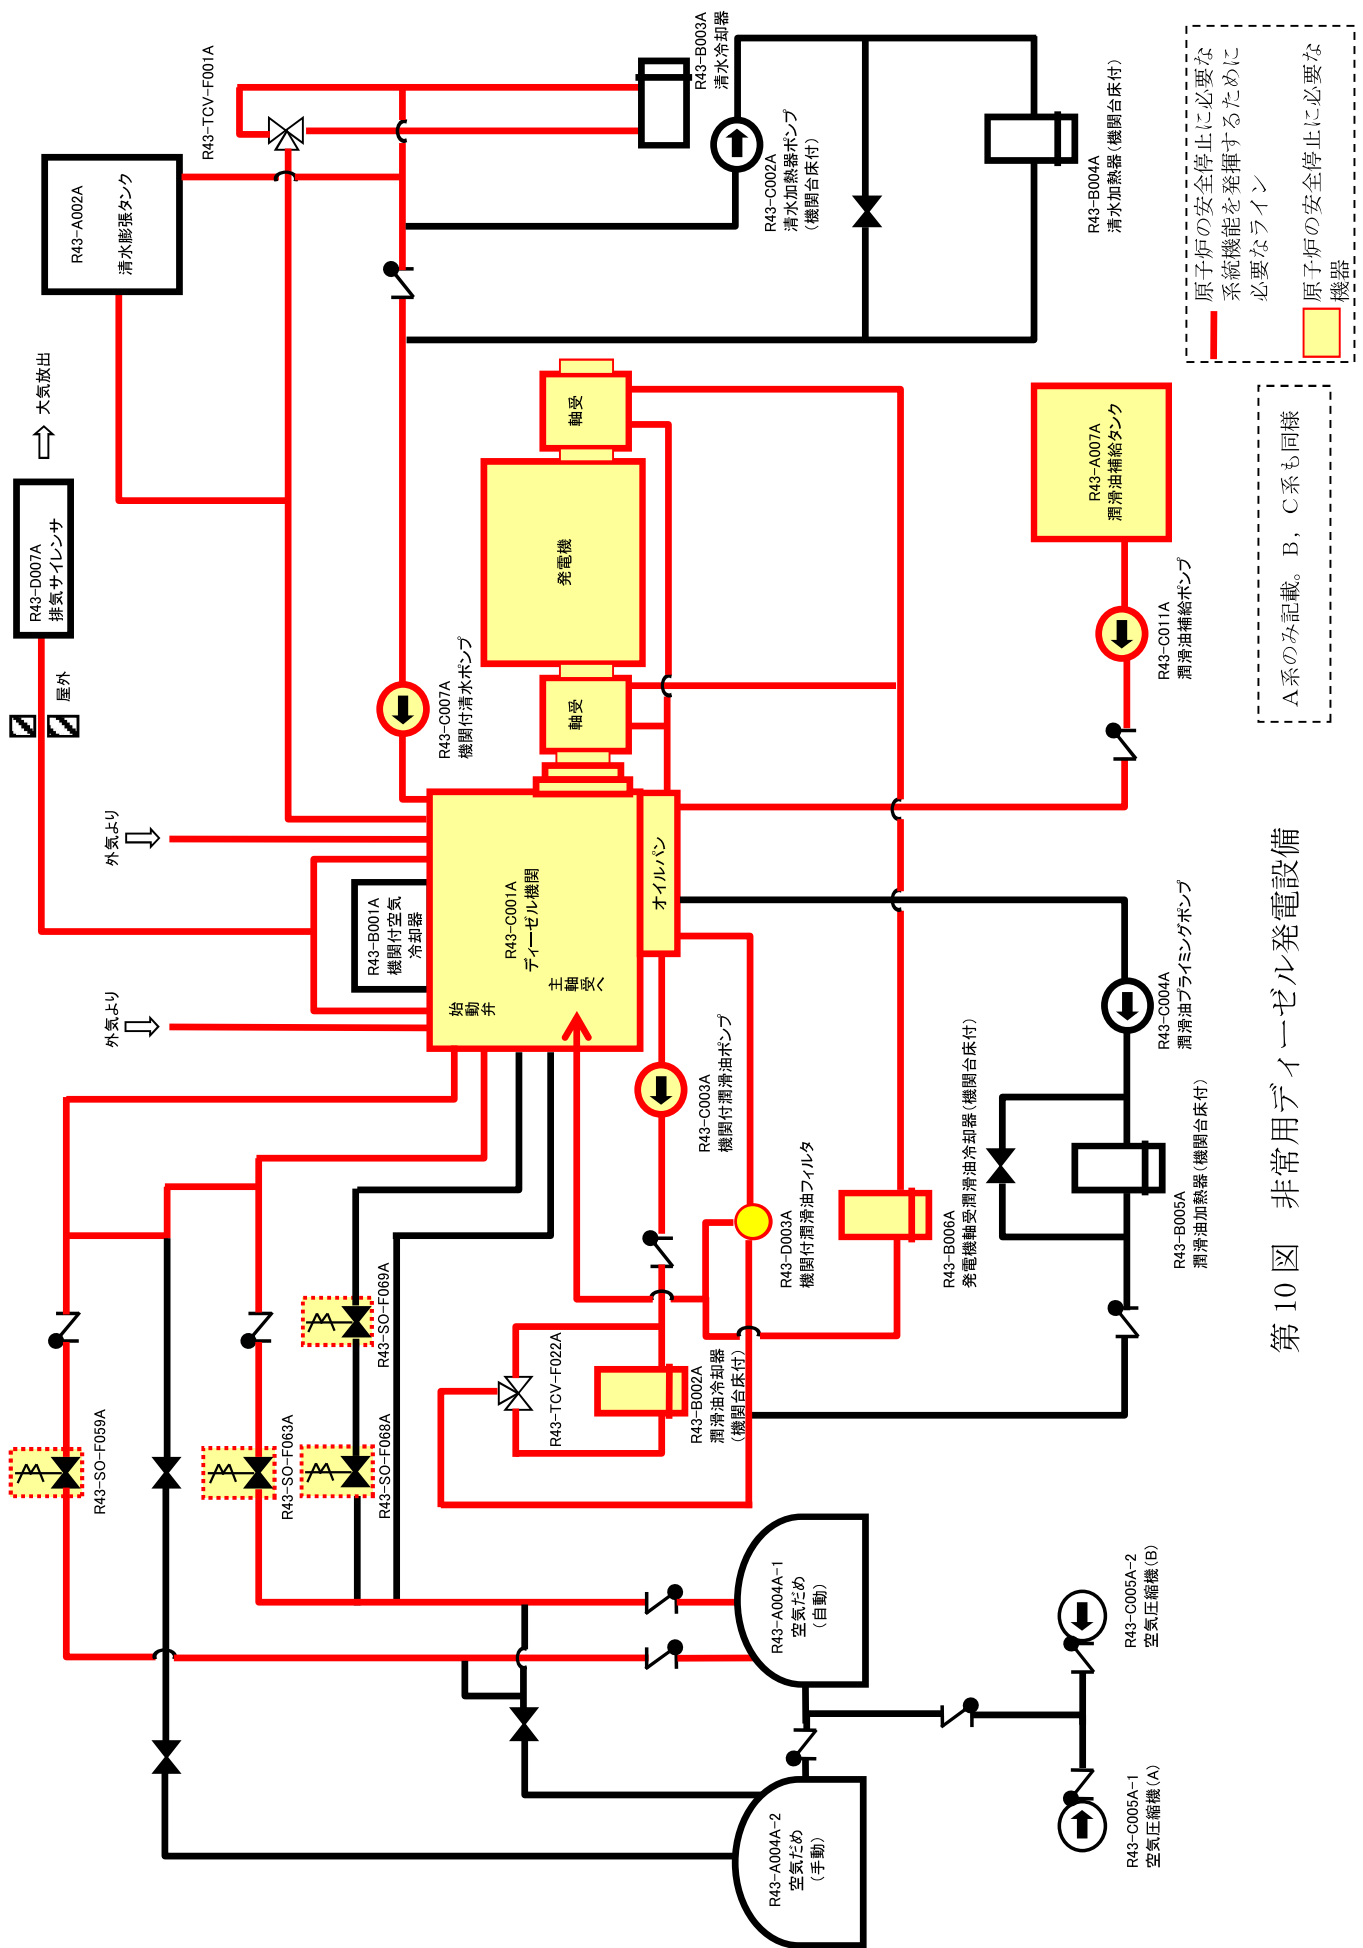 R43-A004A-2
空気だめ
(手動)
R43-A004A-1
空気だめ
(自動)
R43-C005A-1
空気圧縮機(A)
R43-C005A-2
空気圧縮機(B)
R43-SO-F059A
R43-SO-F063A
R43-SO-F068A
R43-SO-F069A
R43-TCV-F022A
R43-B002A
潤滑油冷却器
(機関台床付)
R43-D003A
機関付潤滑油フィルタ
R43-C003A
機関付潤滑油ポンプ
R43-B006A
発電機軸受潤滑油冷却器(機関台床付)
R43-B005A
潤滑油加熱器(機関台床付)
R43-C004A
潤滑油プライミングポンプ
外気より
外気より
R43-B001A
機関付空気
冷却器
始
動
弁
R43-C001A
ディーゼル機関
主
軸
受
へ
オイルパン
軸受
発電機
軸受
R43-C007A
機関付清水ポンプ
屋外
R43-D007A
排気サイレンサ
大気放出
R43-A002A
清水膨張タンク
R43-TCV-F001A
R43-B003A
清水冷却器
R43-C002A
清水加熱器ポンプ
(機関台床付)
R43-B004A
清水加熱器(機関台床付)
R43-C011A
潤滑油補給ポンプ
R43-A007A
潤滑油補給タンク
原子炉の安全停止に必要な
系統機能を発揮するために
必要なライン
原子炉の安全停止に必要な
機器
A系のみ記載。B,C系も同様
第10図 非常用ディーゼル発電設備